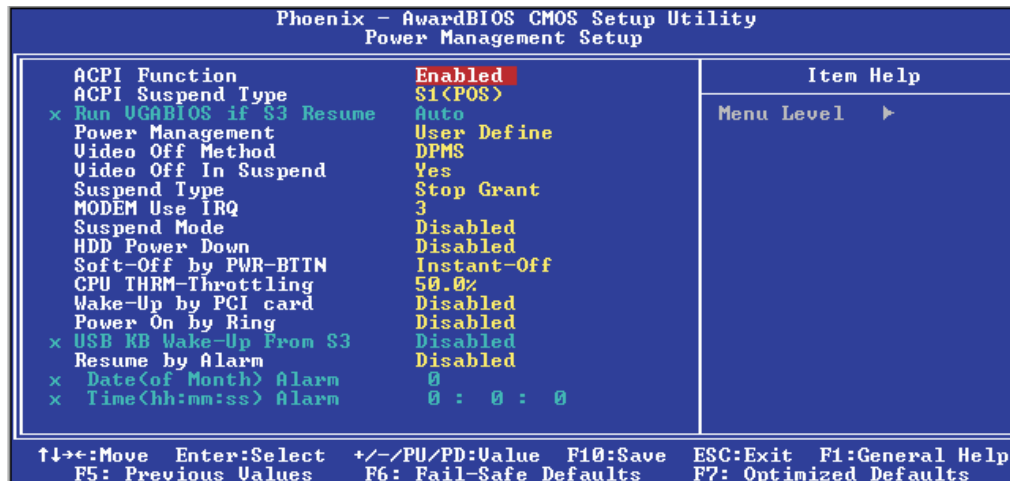 Phoenix - AwardBIOS CMOS Setup Utility
Power Management Setup
ACPI Function Enabled
ACPI Suspend Type S1(POS)
x Run VGABIOS if S3 Resume Auto
Power Management User Define
Video Off Method DPMS
Video Off In Suspend Yes
Suspend Type Stop Grant
MODEM Use IRQ 3
Suspend Mode Disabled
HDD Power Down Disabled
Soft-Off by PWR-BTTN Instant-Off
CPU THRM-Throttling 50.0%
Wake-Up by PCI card Disabled
Power On by Ring Disabled
x USB KB Wake-Up From S3 Disabled
Resume by Alarm Disabled
x Date(of Month) Alarm 0
x Time(hh:mm:ss) Alarm 0 : 0 : 0
Item Help
Menu Level ►
↑↓→←:Move Enter:Select +/-/PU/PD:Value F10:Save ESC:Exit F1:General Help
F5: Previous Values F6: Fail-Safe Defaults F7: Optimized Defaults